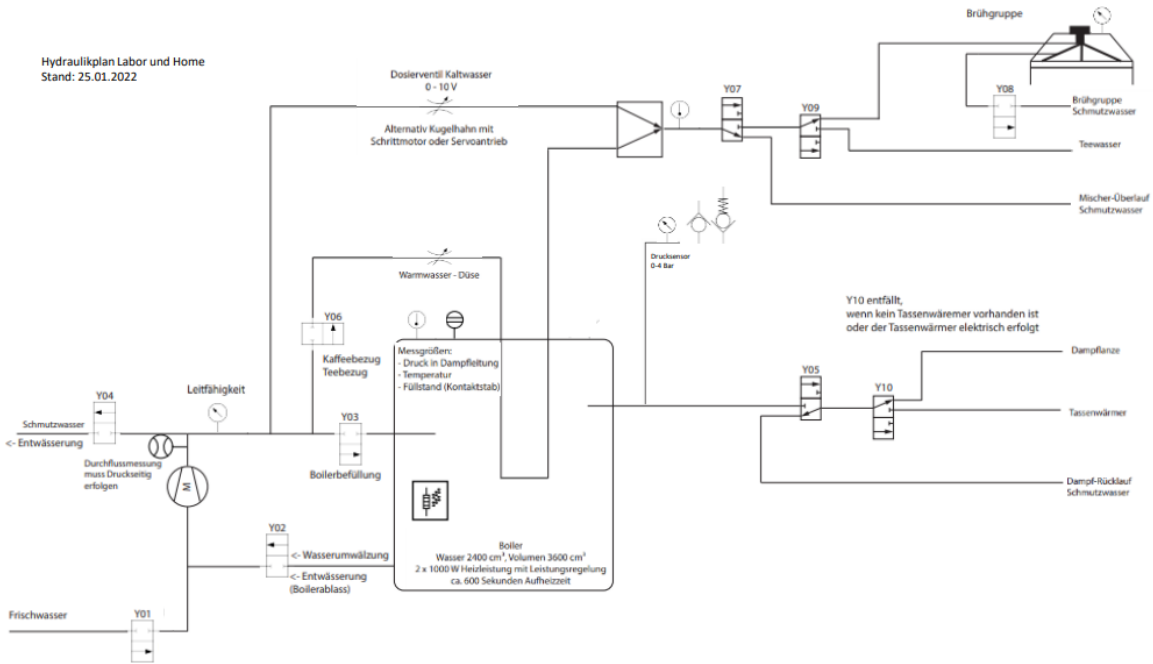 Brühgruppe
Hydraulikplan Labor und Home
Stand: 25.01.2022
Dosierventil Kaltwasser
0 - 10 V
Alternativ Kugelhahn mit
Schrittmotor oder Servoantrieb
Y07
Y09
Y08
Brühgruppe
Schmutzwasser
Teewasser
Mischer-Überlauf
Schmutzwasser
Drucksensor
0-4 Bar
Warmwasser - Düse
Y06
Kaffeebezug
Teebezug
Y10 entfällt,
wenn kein Tassenwäremer vorhanden ist
oder der Tassenwärmer elektrisch erfolgt
Messgrößen:
- Druck in Dampfleitung
- Temperatur
- Füllstand (Kontaktstab)
Dampflanze
Y05
Y10
Tassenwärmer
Dampf-Rücklauf
Schmutzwasser
Leitfähigkeit
Y04
Schmutzwasser
<- Entwässerung
Y03
Boilerbefüllung
Durchflussmessung
muss Druckseitig
erfolgen
M
Y02
<- Wasserumwälzung
<- Entwässerung
(Boilerablass)
Boiler
Wasser 2400 cm³, Volumen 3600 cm³
2 x 1000 W Heizleistung mit Leistungsregelung
ca. 600 Sekunden Aufheizzeit
Frischwasser
Y01